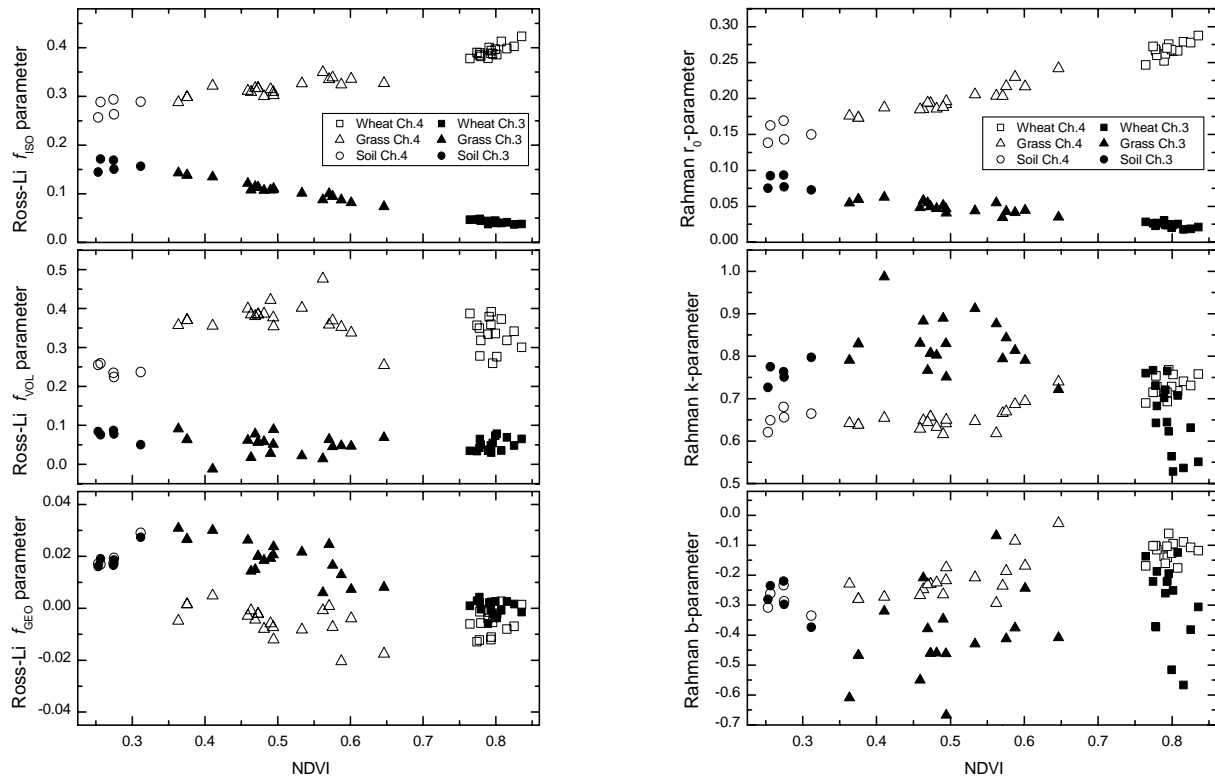 Ross-Li fISO parameter
0.4
0.3
0.2
0.1
0.0
Wheat Ch.4 Wheat Ch.3
Grass Ch.4 Grass Ch.3
Soil Ch.4 Soil Ch.3
Ross-Li fVOL parameter
0.5
0.4
0.3
0.2
0.1
0.0
Ross-Li fGEO parameter
0.04
0.02
0.00
-0.02
-0.04
0.3 0.4 0.5 0.6 0.7 0.8
NDVI
Rahman r0-parameter
0.30
0.25
0.20
0.15
0.10
0.05
0.00
Wheat Ch.4 Wheat Ch.3
Grass Ch.4 Grass Ch.3
Soil Ch.4 Soil Ch.3
Rahman k-parameter
1.0
0.9
0.8
0.7
0.6
0.5
Rahman b-parameter
-0.0
-0.1
-0.2
-0.3
-0.4
-0.5
-0.6
-0.7
0.3 0.4 0.5 0.6 0.7 0.8
NDVI